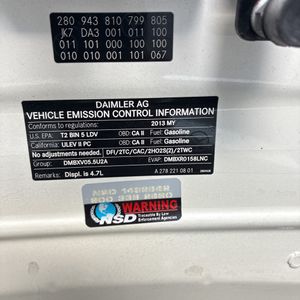 280 943 810 799 805
JK7 DA3 001 011 100
011 101 000 100 000
010 010 101 101 067
DAIMLER AG
VEHICLE EMISSION CONTROL INFORMATION
Conforms to regulations: 2013 MY
U.S. EPA: T2 BIN 5 LDV OBD: CA II Fuel: Gasoline
California: ULEV II PC OBD: CA II Fuel: Gasoline
No adjustments needed. DFI/2TC/CAC/2HO2S(2)/2TWC
Group: DMBXV05.5U2A EVAP: DMBXR0158LNC
Remarks: Displ. is 4.7L A 278 221 08 01
NSD
WARNING
Traceable By Law
Enforcement Agencies